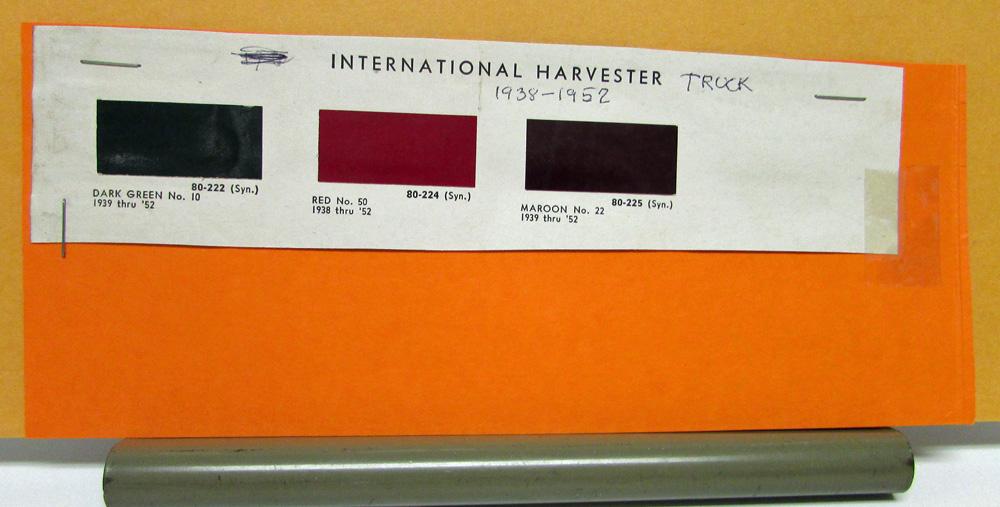 INTERNATIONAL HARVESTER TRUCK
1938-1952
80-222 (Syn.)
DARK GREEN No. 10
1939 thru '52
80-224 (Syn.)
RED No. 50
1938 thru '52
80-225 (Syn.)
MAROON No. 22
1939 thru '52